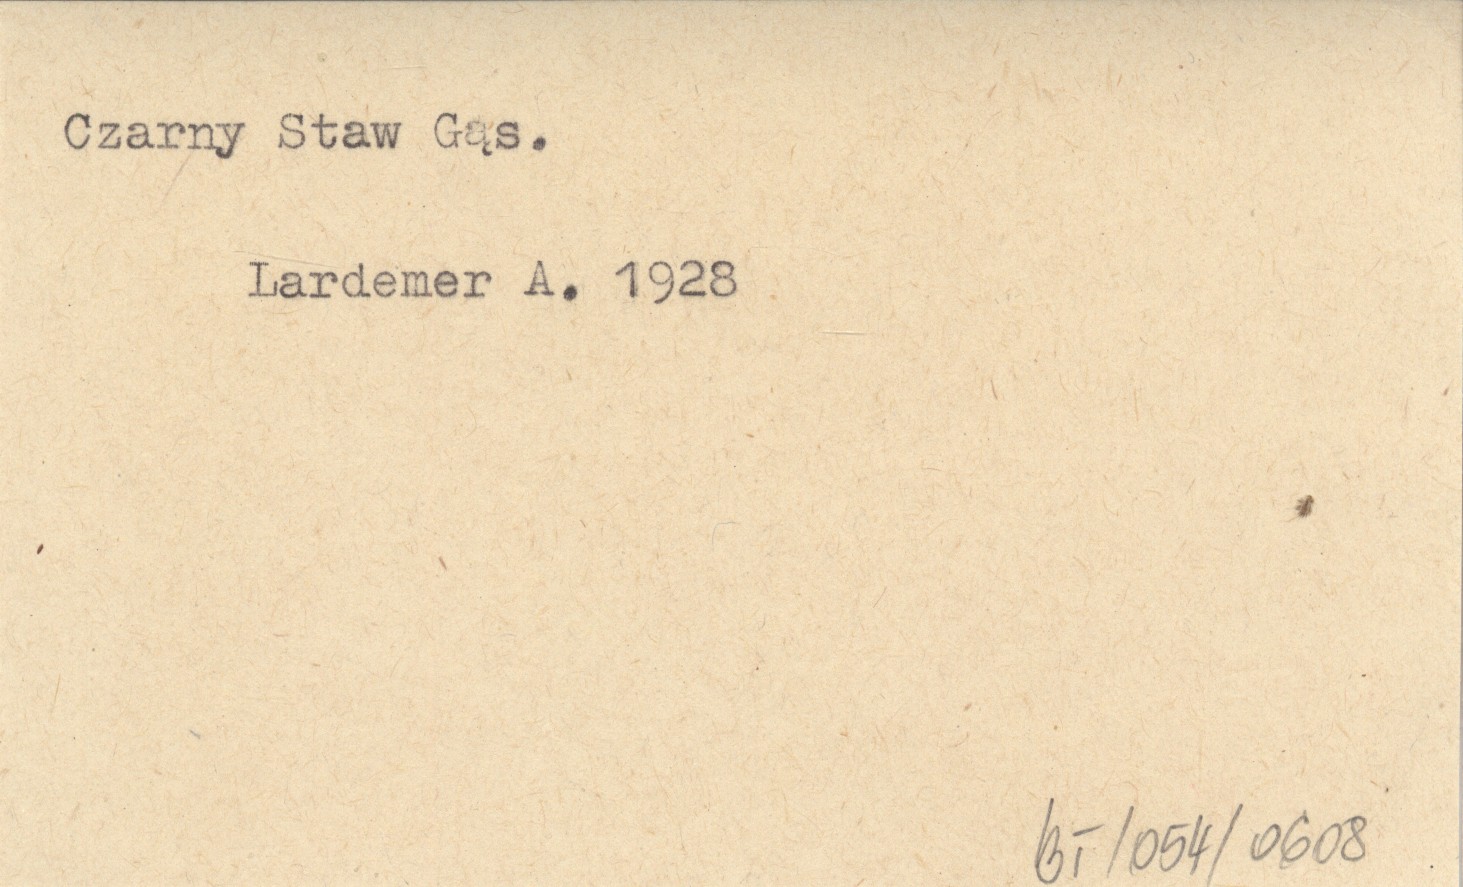 Czarny Staw Gąs.
Lardemer A. 1928
BT/054/0608